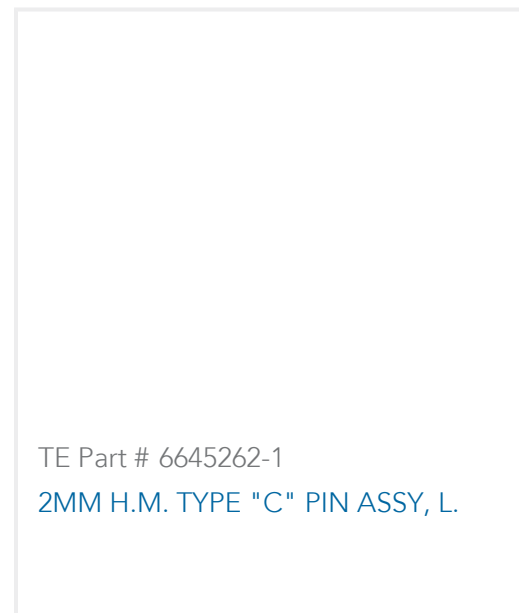 TE Part # 6645262-1
2MM H.M. TYPE "C" PIN ASSY, L.